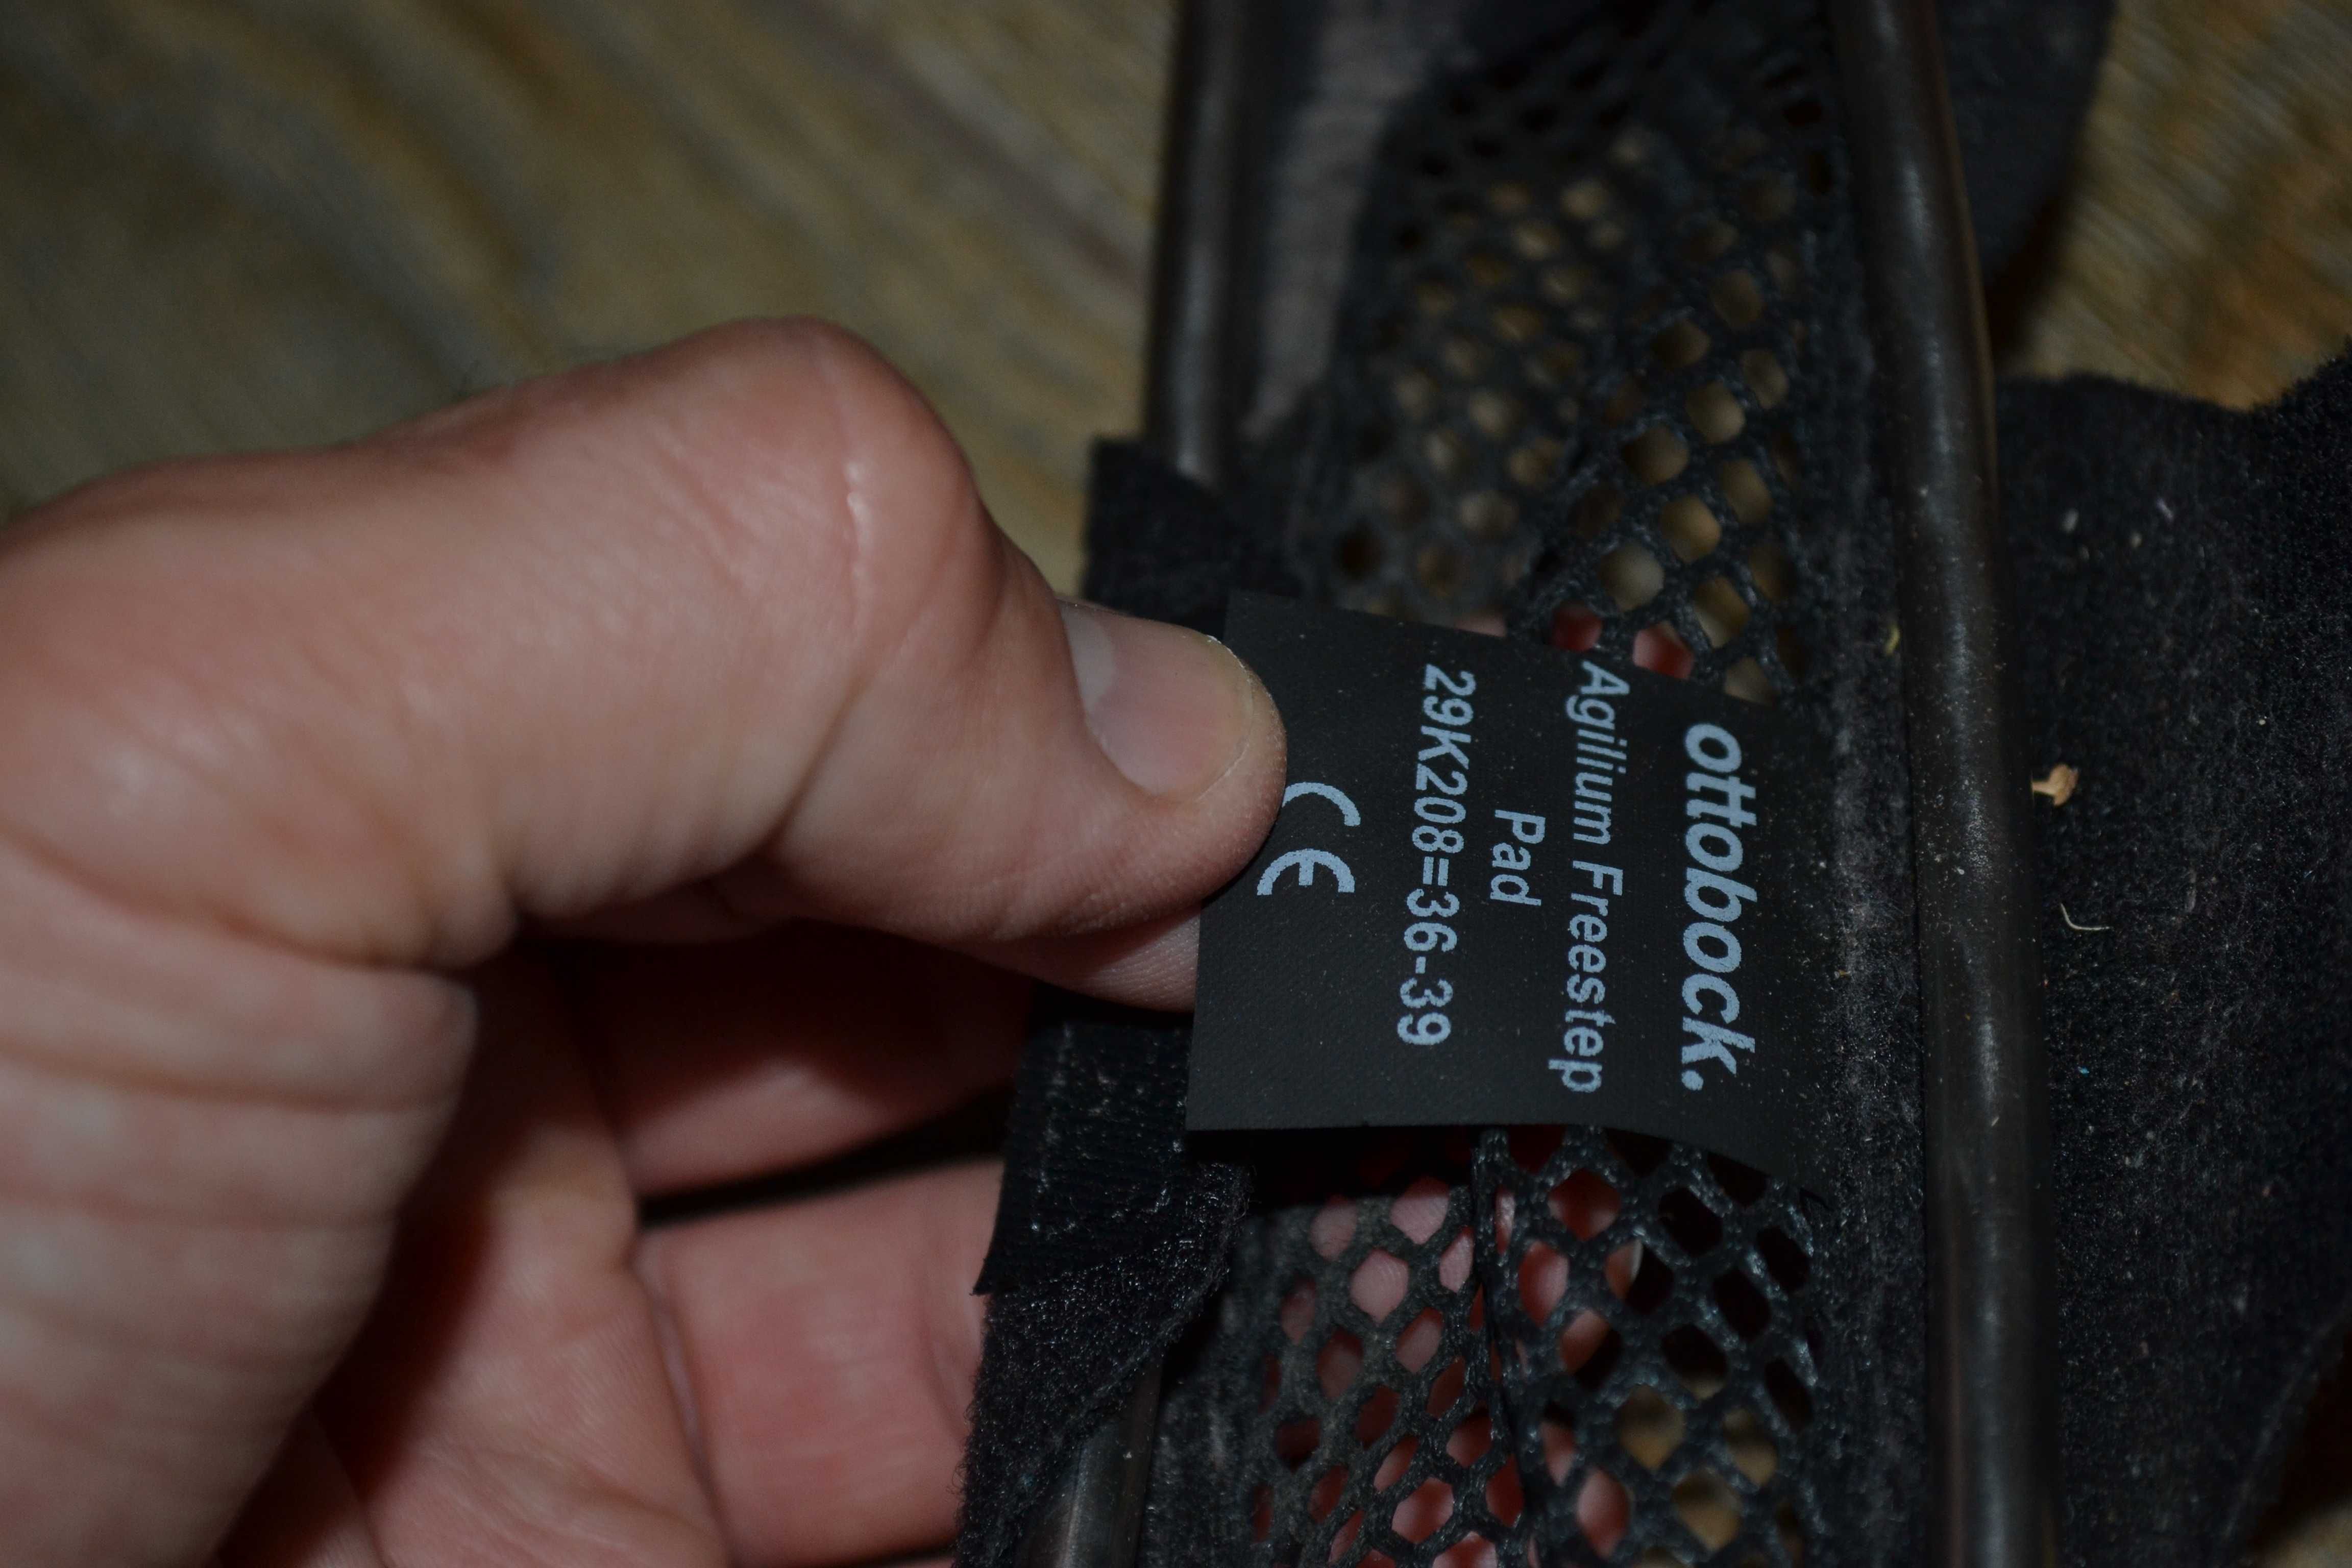 ottobock.
Agilium Freestep
Pad
29K208=36-39
CE